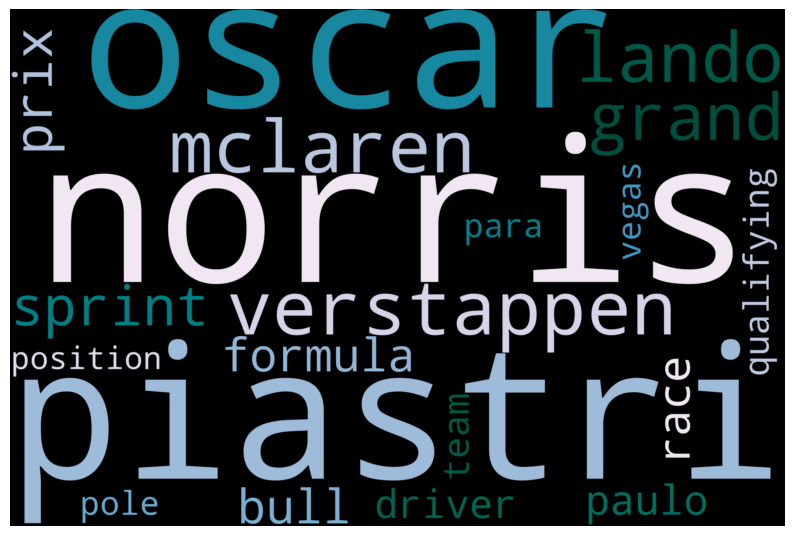 oscar
lando
prix
grand
mclaren
norris
para
vegas
qualifying
sprint
verstappen
position
formula
race
piastri
team
pole
bull
driver
paulo